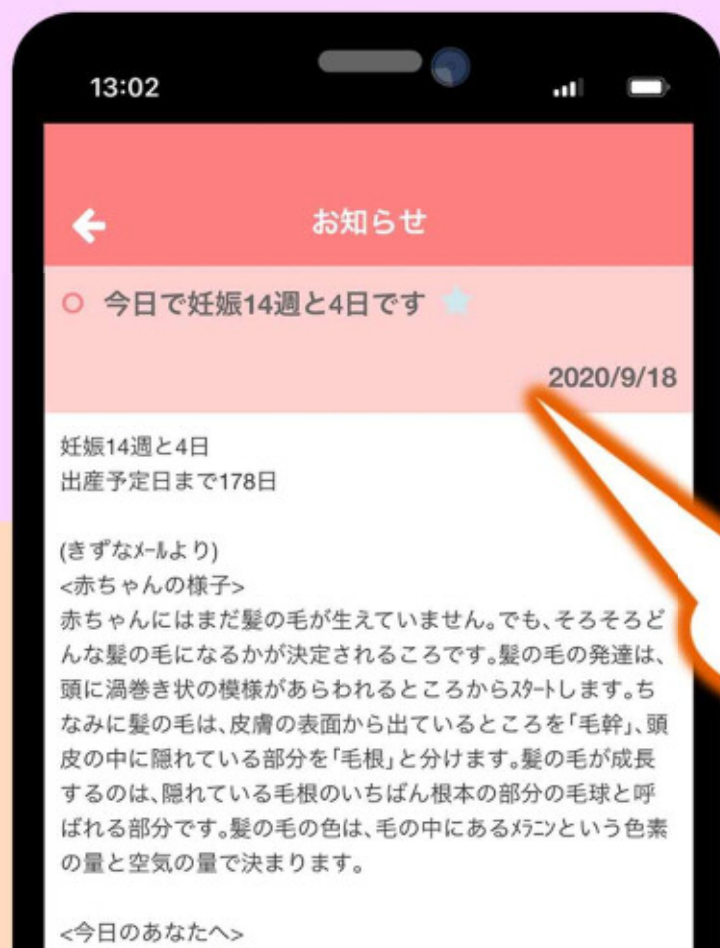 13:02
お知らせ
今日で妊娠14週と4日です
2020/9/18
妊娠14週と4日
出産予定日まで178日
(きずなﾒｰﾙより)
<赤ちゃんの様子>
赤ちゃんにはまだ髪の毛が生えていません。でも、そろそろど
んな髪の毛になるかが決定されるころです。髪の毛の発達は、
頭に渦巻き状の模様があらわれるところからｽﾀｰﾄします。ち
なみに髪の毛は、皮膚の表面から出ているところを｢毛幹｣、頭
皮の中に隠れている部分を｢毛根｣と分けます。髪の毛が成長
するのは、隠れている毛根のいちばん根本の部分の毛球と呼
ばれる部分です。髪の毛の色は、毛の中にあるﾒﾗﾆﾝという色素
の量と空気の量で決まります。
<今日のあなたへ>